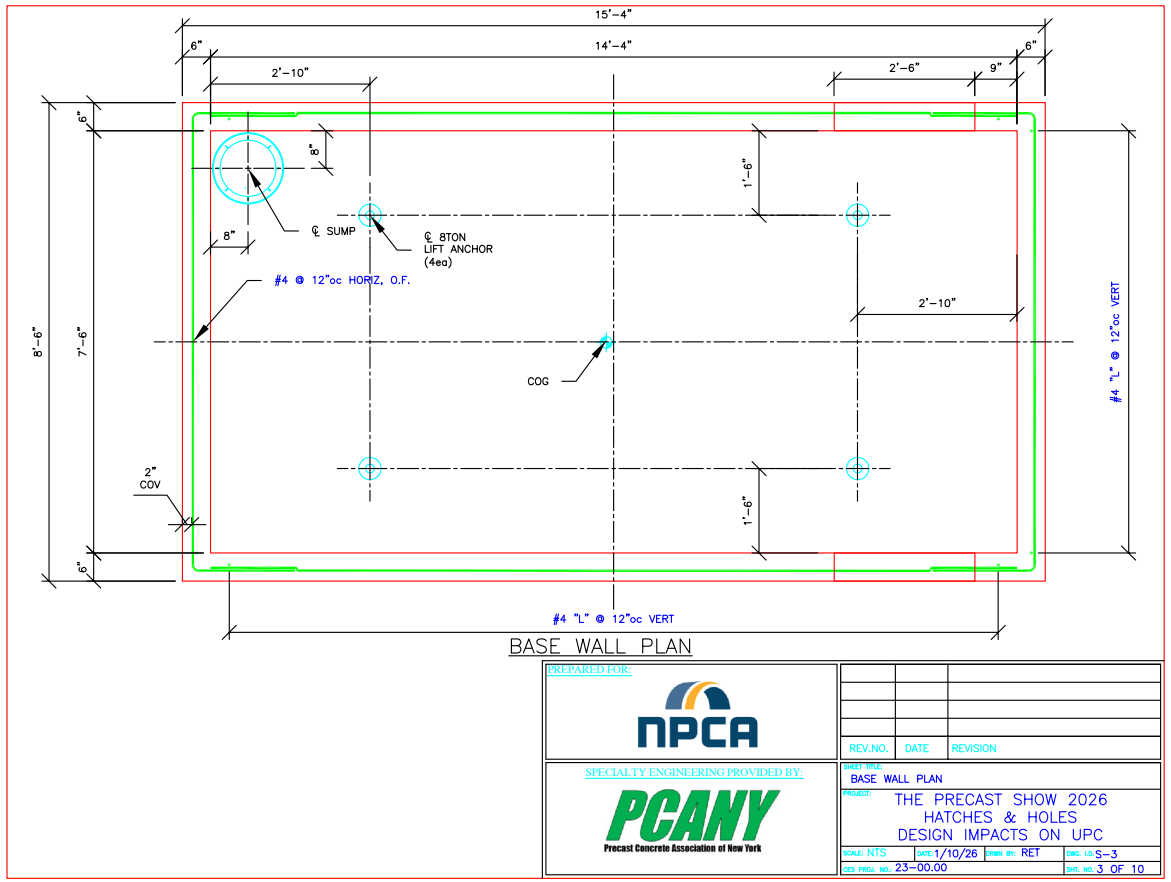 15'-4"
6"
14'-4"
6"
2'-10"
2'-6"
9"
6"
8"
1'-6"
8"
℄ SUMP
℄ 8TON
LIFT ANCHOR
(4ea)
#4 @ 12"oc HORIZ, O.F.
2'-10"
8'-6"
7'-6"
#4 "L" @ 12"oc VERT
COG
2"
COV
1'-6"
6"
#4 "L" @ 12"oc VERT
BASE WALL PLAN
PREPARED FOR:
NPCA
SPECIALTY ENGINEERING PROVIDED BY:
PCANY
Precast Concrete Association of New York
REV.NO. DATE REVISION
SHEET TITLE:
BASE WALL PLAN
PROJECT:
THE PRECAST SHOW 2026
HATCHES & HOLES
DESIGN IMPACTS ON UPC
SCALE: NTS DATE: 1/10/26 DRWN BY: RET DWG. I.D. S-3
GES PROJ. NO.: 23-00.00 SHT. NO. 3 OF 10